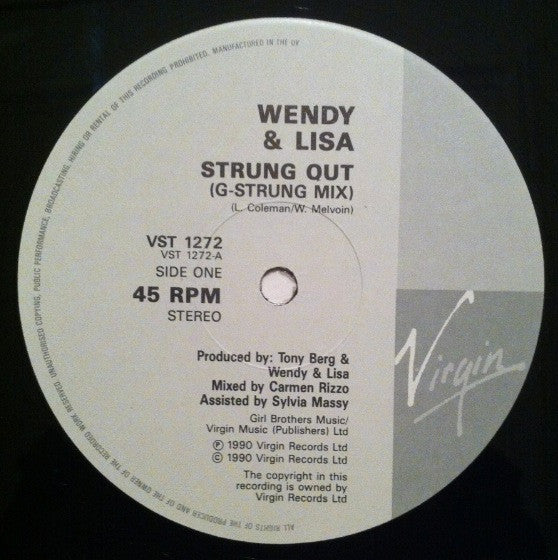 ALL RIGHTS OF THE PRODUCER AND OF THE OWNER OF THE RECORDED WORK RESERVED. UNAUTHORISED COPYING, PUBLIC PERFORMANCE, BROADCASTING, HIRING OR RENTAL OF THIS RECORDING PROHIBITED. MANUFACTURED IN THE UK
WENDY
& LISA
STRUNG OUT
(G-STRUNG MIX)
(L. Coleman/W. Melvoin)
VST 1272
VST 1272-A
SIDE ONE
45 RPM
STEREO
Produced by: Tony Berg &
Wendy & Lisa
Mixed by Carmen Rizzo
Assisted by Sylvia Massy
Girl Brothers Music/
Virgin Music (Publishers) Ltd
℗ 1990 Virgin Records Ltd
© 1990 Virgin Records Ltd
The copyright in this
recording is owned by
Virgin Records Ltd
Virgin